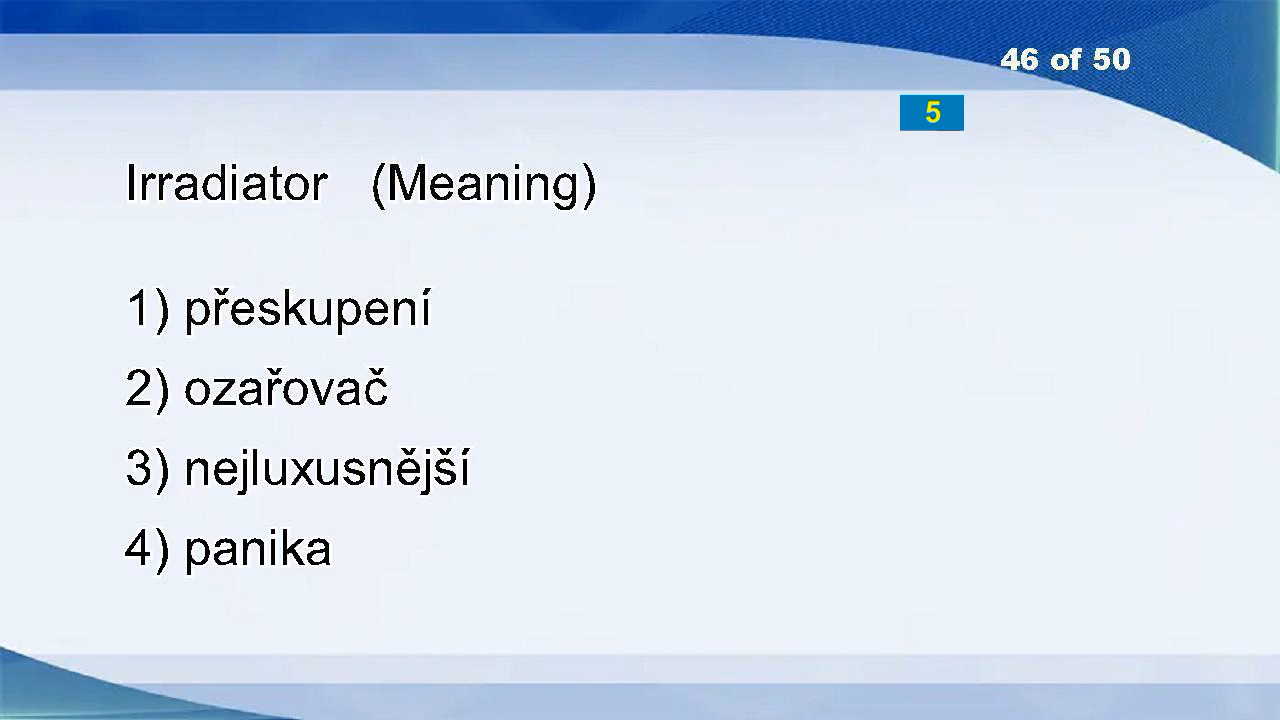 46 of 50
5
Irradiator (Meaning)
1) přeskupení
2) ozařovač
3) nejluxusnější
4) panika